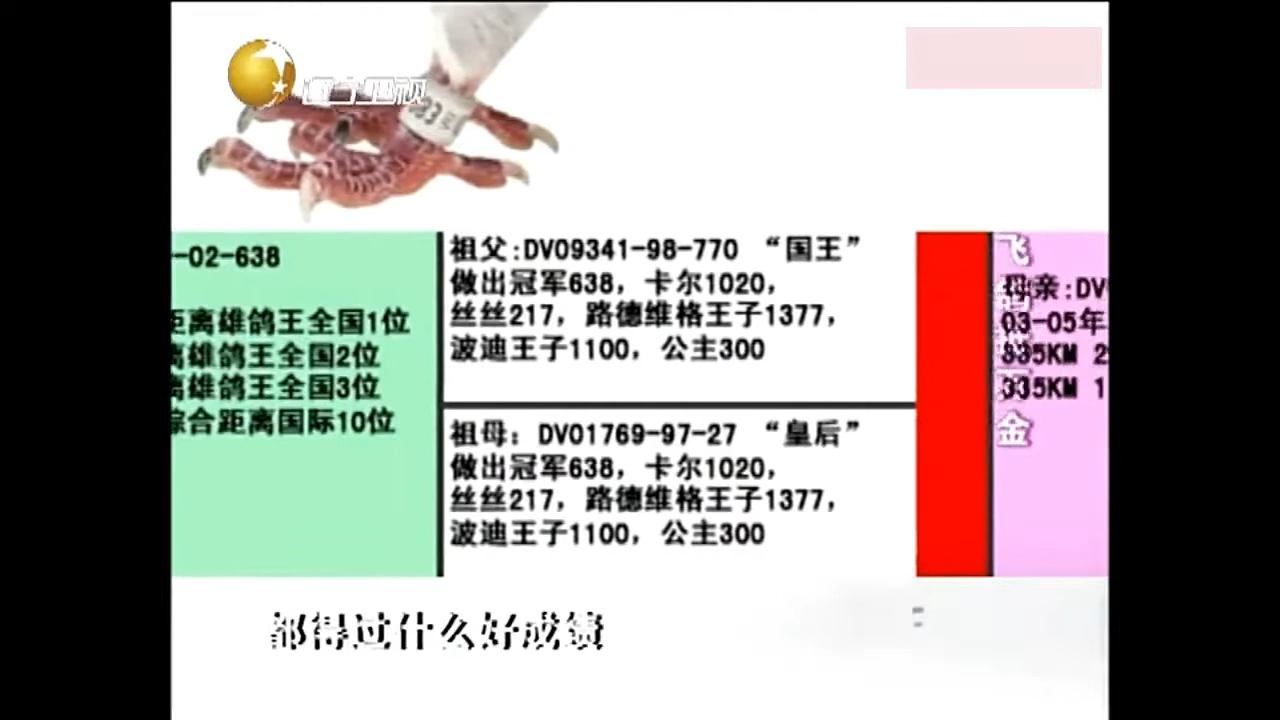 辽宁卫视
-02-638
距离雄鸽王全国1位
离雄鸽王全国2位
离雄鸽王全国3位
综合距离国际10位
祖父:DV09341-98-770 “国王”
做出冠军638，卡尔1020，
丝丝217，路德维格王子1377，
波迪王子1100，公主300
祖母：DV01769-97-27 “皇后”
做出冠军638，卡尔1020，
丝丝217，路德维格王子1377，
波迪王子1100，公主300
母亲:DV
03-05年
335KM 2
335KM 1
都得过什么好成绩